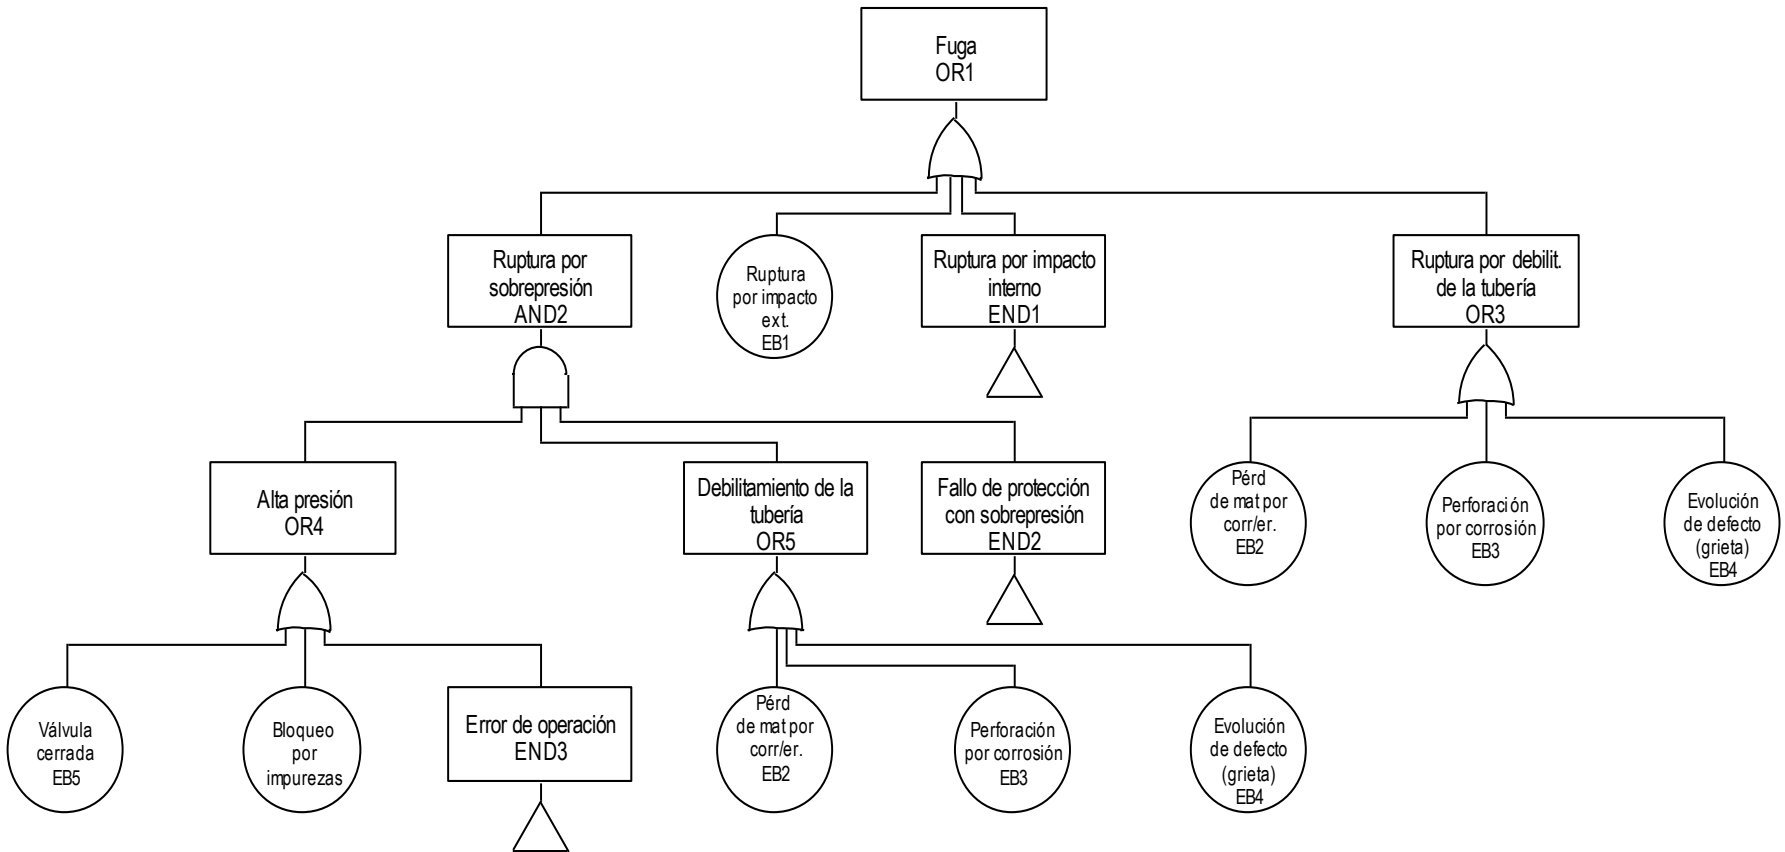 Fuga
OR1
Ruptura por
sobrepresión
AND2
Ruptura
por impacto
ext.
EB1
Ruptura por impacto
interno
END1
Ruptura por debilit.
de la tubería
OR3
Alta presión
OR4
Debilitamiento de la
tubería
OR5
Fallo de protección
con sobrepresión
END2
Pérd
de mat por
corr/er.
EB2
Perforación
por corrosión
EB3
Evolución
de defecto
(grieta)
EB4
Válvula
cerrada
EB5
Bloqueo
por
impurezas
Error de operación
END3
Pérd
de mat por
corr/er.
EB2
Perforación
por corrosión
EB3
Evolución
de defecto
(grieta)
EB4